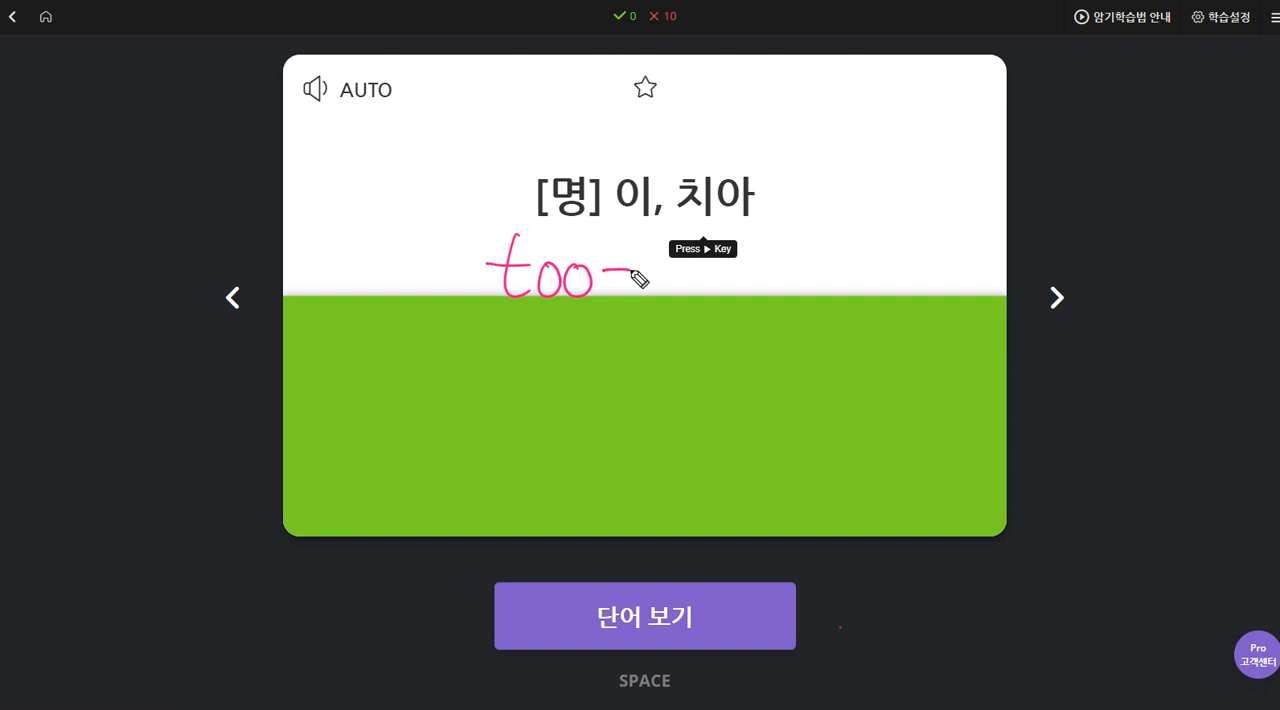 0 10 암기학습법 안내 학습설정
AUTO
[명] 이, 치아
Press ▶ Key
too
단어 보기
SPACE
Pro
고객센터